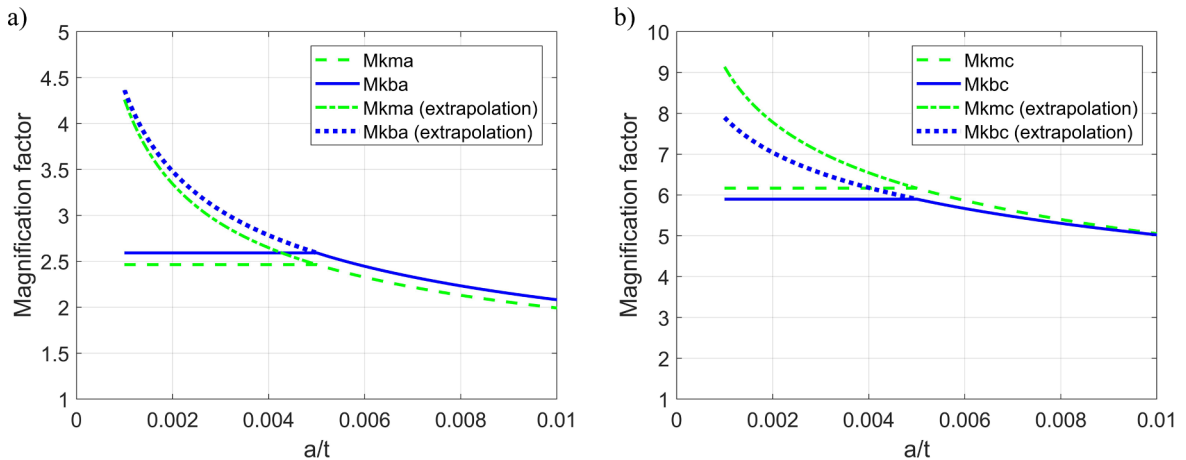 a)
5
4.5
4
3.5
3
2.5
2
1.5
1
Magnification factor
0
0.002
0.004
0.006
0.008
0.01
a/t
Mkma
Mkba
Mkma (extrapolation)
Mkba (extrapolation)
b)
10
9
8
7
6
5
4
3
2
1
Magnification factor
0
0.002
0.004
0.006
0.008
0.01
a/t
Mkmc
Mkbc
Mkmc (extrapolation)
Mkbc (extrapolation)